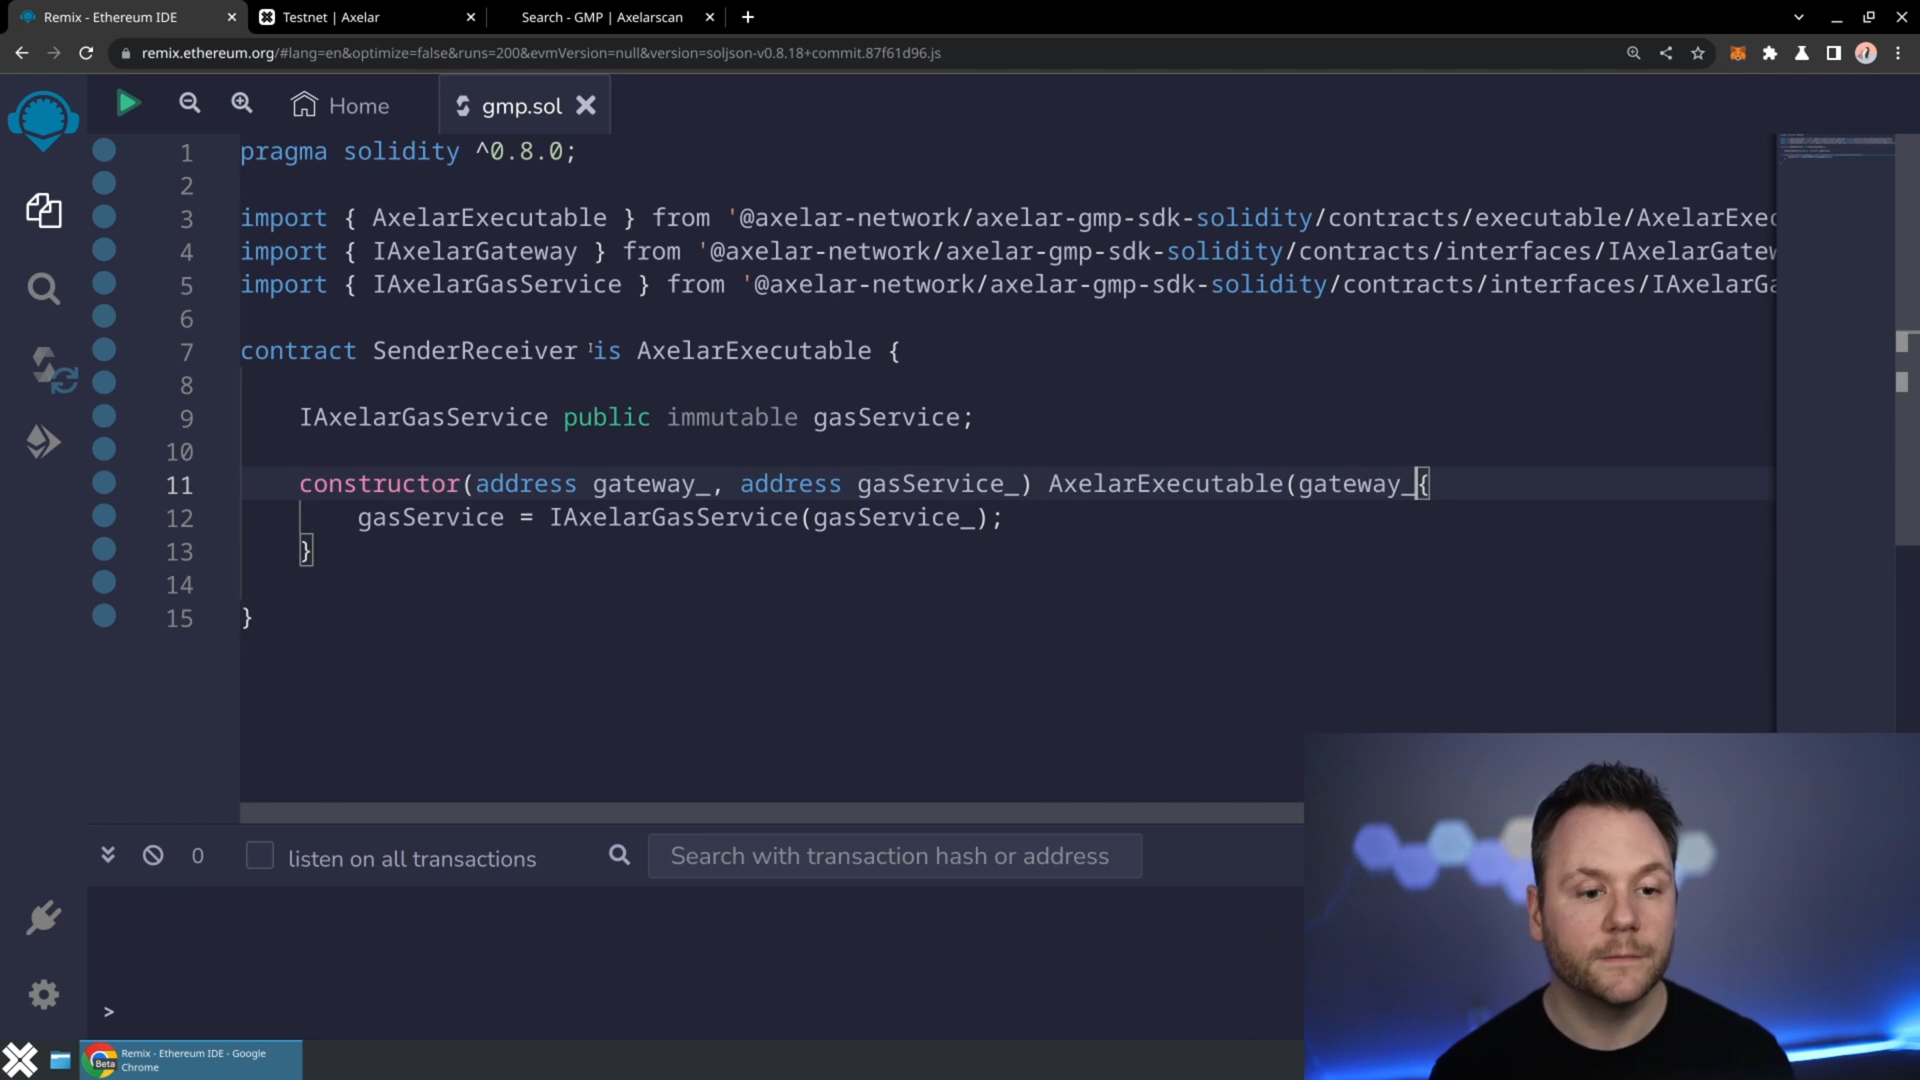 Remix - Ethereum IDE
Testnet | Axelar
Search - GMP | Axelarscan
remix.ethereum.org/#lang=en&optimize=false&runs=200&evmVersion=null&version=soljson-v0.8.18+commit.87f61d96.js
Home
gmp.sol
1 pragma solidity ^0.8.0;
2
3 import { AxelarExecutable } from '@axelar-network/axelar-gmp-sdk-solidity/contracts/executable/AxelarExec
4 import { IAxelarGateway } from '@axelar-network/axelar-gmp-sdk-solidity/contracts/interfaces/IAxelarGatew
5 import { IAxelarGasService } from '@axelar-network/axelar-gmp-sdk-solidity/contracts/interfaces/IAxelarGa
6
7 contract SenderReceiver is AxelarExecutable {
8
9 IAxelarGasService public immutable gasService;
10
11 constructor(address gateway_, address gasService_) AxelarExecutable(gateway_{
12 gasService = IAxelarGasService(gasService_);
13 }
14
15 }
0
listen on all transactions
Search with transaction hash or address
>
Beta
Remix - Ethereum IDE - Google
Chrome